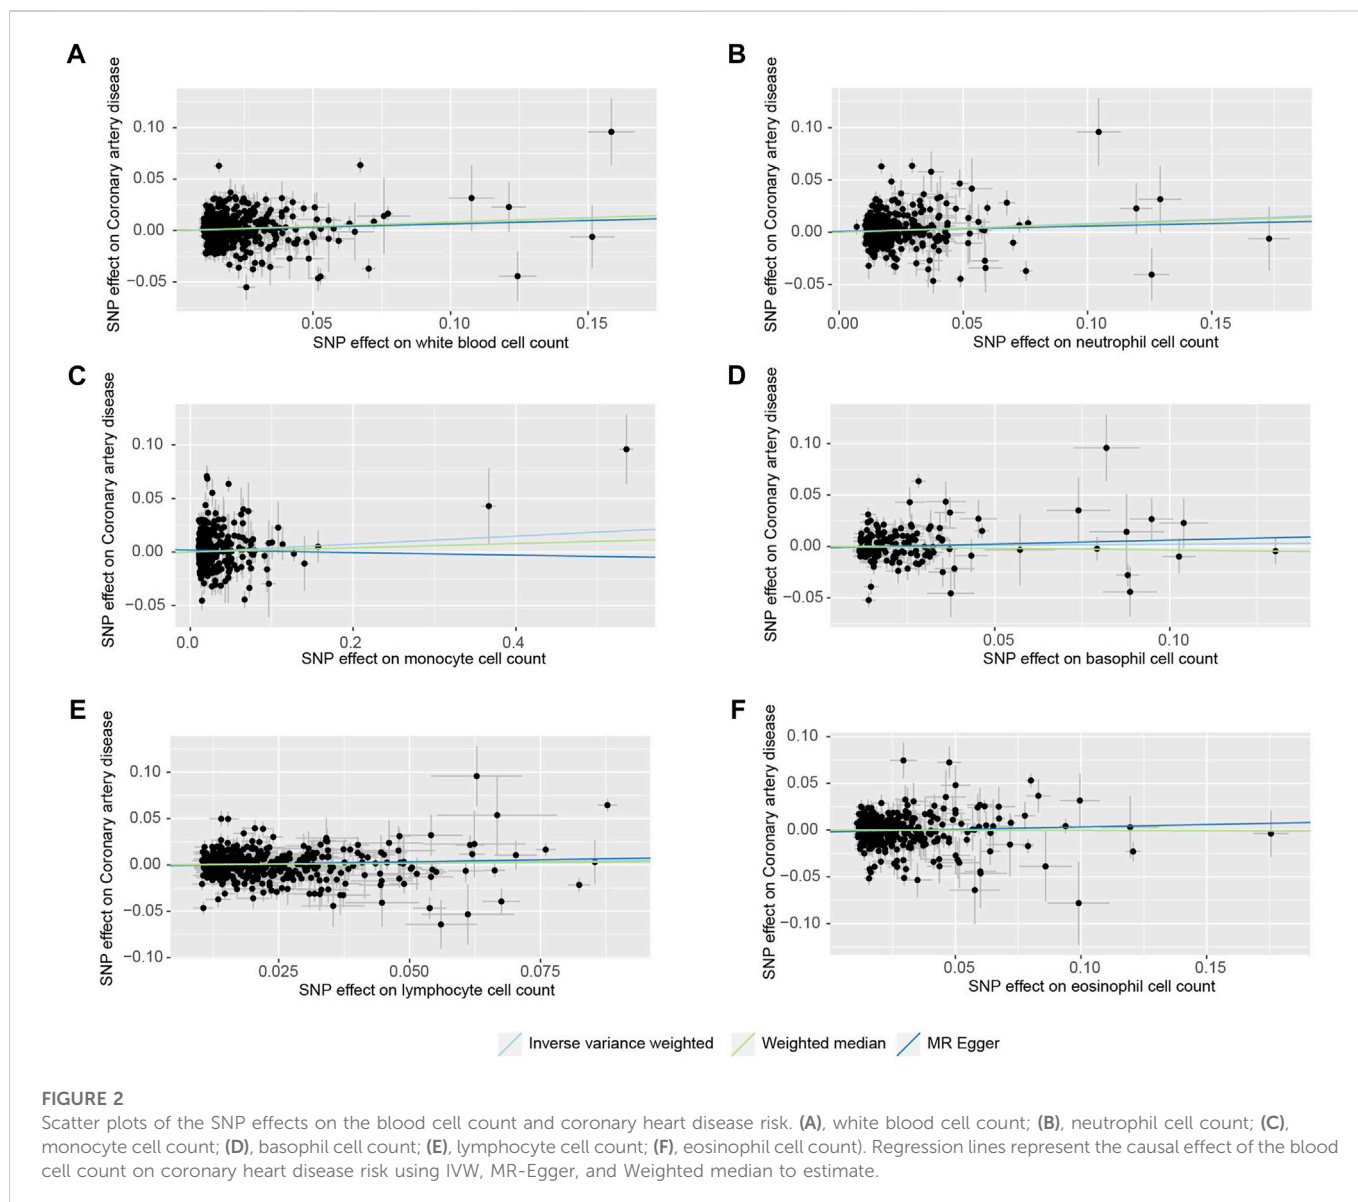 A
SNP effect on Coronary artery disease
0.10
0.05
0.00
−0.05
0.05
0.10
0.15
SNP effect on white blood cell count
B
SNP effect on Coronary artery disease
0.10
0.05
0.00
−0.05
0.00
0.05
0.10
0.15
SNP effect on neutrophil cell count
C
SNP effect on Coronary artery disease
0.10
0.05
0.00
−0.05
0.0
0.2
0.4
SNP effect on monocyte cell count
D
SNP effect on Coronary artery disease
0.10
0.05
0.00
−0.05
0.05
0.10
SNP effect on basophil cell count
E
SNP effect on Coronary artery disease
0.10
0.05
0.00
−0.05
−0.10
0.025
0.050
0.075
SNP effect on lymphocyte cell count
F
SNP effect on Coronary artery disease
0.10
0.05
0.00
−0.05
−0.10
0.05
0.10
0.15
SNP effect on eosinophil cell count
Inverse variance weighted
Weighted median
MR Egger
FIGURE 2
Scatter plots of the SNP effects on the blood cell count and coronary heart disease risk. (A), white blood cell count; (B), neutrophil cell count; (C),
monocyte cell count; (D), basophil cell count; (E), lymphocyte cell count; (F), eosinophil cell count). Regression lines represent the causal effect of the blood
cell count on coronary heart disease risk using IVW, MR-Egger, and Weighted median to estimate.